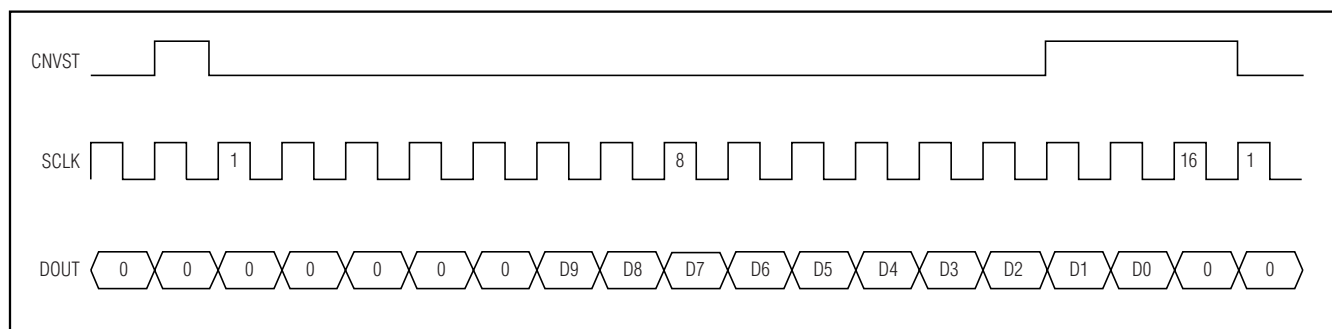 CNVST
SCLK 1 8 16 1
DOUT 0 0 0 0 0 0 0 D9 D8 D7 D6 D5 D4 D3 D2 D1 D0 0 0